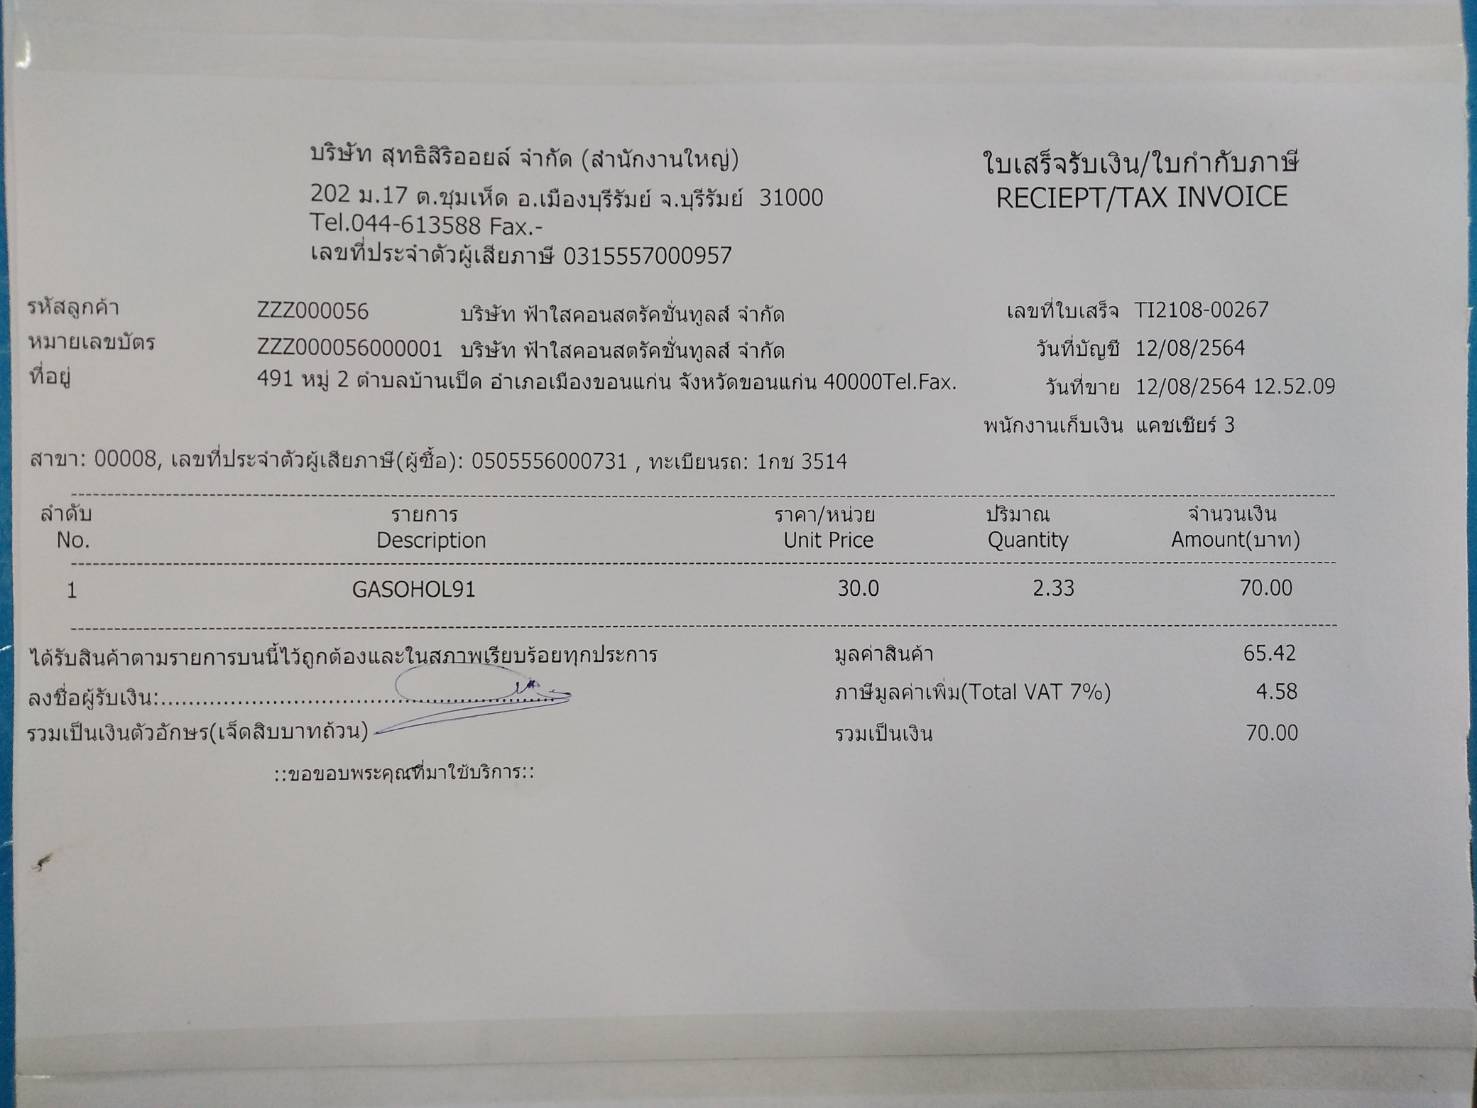 บริษัท สุทธิสิริออยล์ จำกัด (สำนักงานใหญ่)
202 ม.17 ต.ชุมเห็ด อ.เมืองบุรีรัมย์ จ.บุรีรัมย์ 31000
Tel.044-613588 Fax.-
เลขที่ประจำตัวผู้เสียภาษี 0315557000957
ใบเสร็จรับเงิน/ใบกำกับภาษี
RECIEPT/TAX INVOICE
รหัสลูกค้า ZZZ000056 บริษัท ฟ้าใสคอนสตรัคชั่นทูลส์ จำกัด
หมายเลขบัตร ZZZ000056000001 บริษัท ฟ้าใสคอนสตรัคชั่นทูลส์ จำกัด
ที่อยู่ 491 หมู่ 2 ตำบลบ้านเป็ด อำเภอเมืองขอนแก่น จังหวัดขอนแก่น 40000Tel.Fax.
เลขที่ใบเสร็จ TI2108-00267
วันที่บัญชี 12/08/2564
วันที่ขาย 12/08/2564 12.52.09
พนักงานเก็บเงิน แคชเชียร์ 3
สาขา: 00008, เลขที่ประจำตัวผู้เสียภาษี(ผู้ซื้อ): 0505556000731 , ทะเบียนรถ: 1กช 3514
ลำดับ รายการ ราคา/หน่วย ปริมาณ จำนวนเงิน
No. Description Unit Price Quantity Amount(บาท)
1 GASOHOL91 30.0 2.33 70.00
ได้รับสินค้าตามรายการบนนี้ไว้ถูกต้องและในสภาพเรียบร้อยทุกประการ มูลค่าสินค้า 65.42
ลงชื่อผู้รับเงิน:........................................................ ภาษีมูลค่าเพิ่ม(Total VAT 7%) 4.58
รวมเป็นเงินตัวอักษร(เจ็ดสิบบาทถ้วน) รวมเป็นเงิน 70.00
::ขอขอบพระคุณที่มาใช้บริการ::